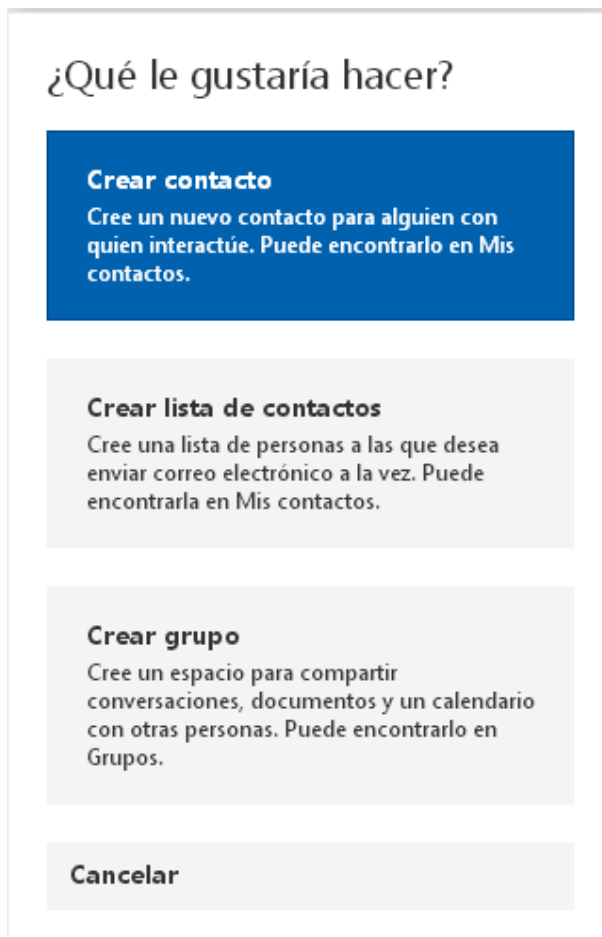 ¿Qué le gustaría hacer?
Crear contacto
Cree un nuevo contacto para alguien con
quien interactúe. Puede encontrarlo en Mis
contactos.
Crear lista de contactos
Cree una lista de personas a las que desea
enviar correo electrónico a la vez. Puede
encontrarla en Mis contactos.
Crear grupo
Cree un espacio para compartir
conversaciones, documentos y un calendario
con otras personas. Puede encontrarlo en
Grupos.
Cancelar